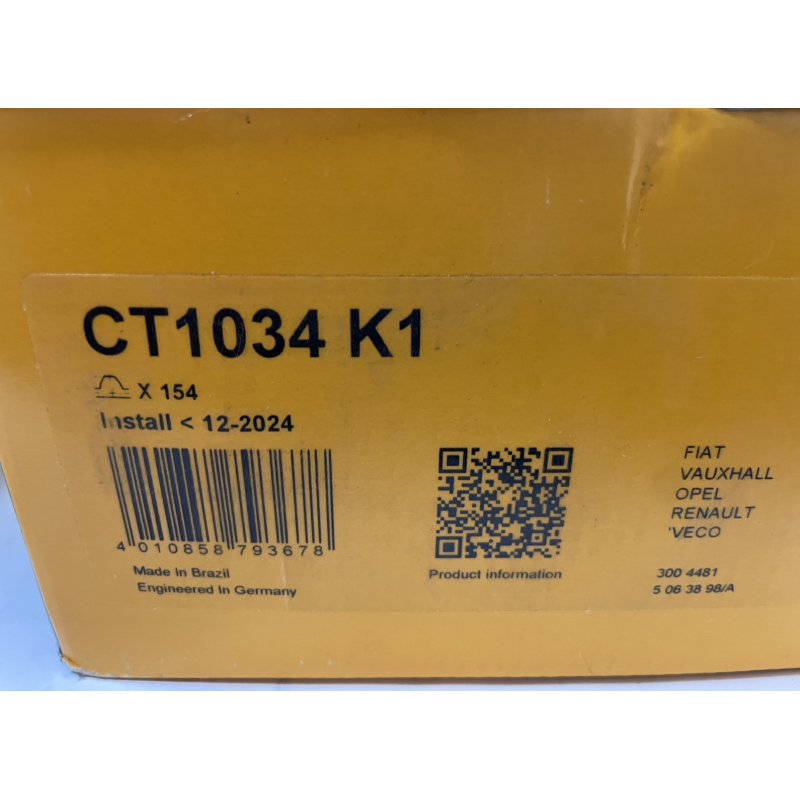 CT1034 K1
X 154
Install < 12-2024
4 010858 793678
Made In Brazil
Engineered In Germany
Product information
FIAT
VAUXHALL
OPEL
RENAULT
'VECO
300 4481
5 06 38 98/A